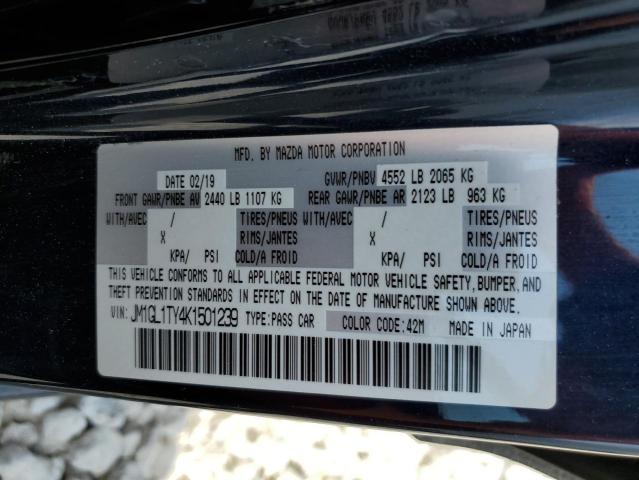 MFD. BY MAZDA MOTOR CORPORATION
DATE 02/19 GVWR/PNBV 4552 LB 2065 KG
FRONT GAWR/PNBE AV 2440 LB 1107 KG REAR GAWR/PNBE AR 2123 LB 963 KG
WITH/AVEC / TIRES/PNEUS WITH/AVEC / TIRES/PNEUS
X RIMS/JANTES X RIMS/JANTES
KPA/ PSI COLD/A FROID KPA/ PSI COLD/A FROID
THIS VEHICLE CONFORMS TO ALL APPLICABLE FEDERAL MOTOR VEHICLE SAFETY, BUMPER, AND
THEFT PREVENTION STANDARDS IN EFFECT ON THE DATE OF MANUFACTURE SHOWN ABOVE.
VIN: JM1GL1TY4K1501239 TYPE:PASS CAR COLOR CODE:42M MADE IN JAPAN